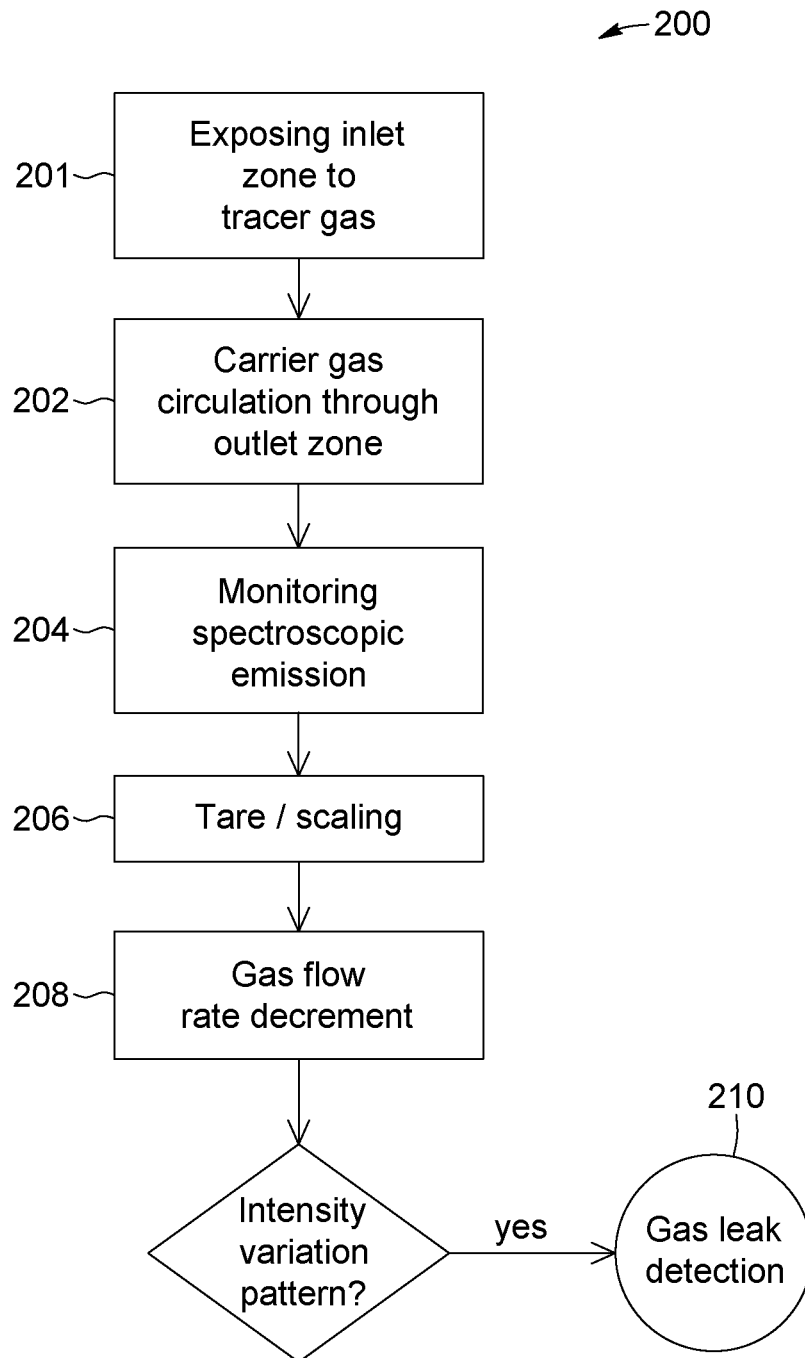 200
201
Exposing inlet
zone to
tracer gas
202
Carrier gas
circulation through
outlet zone
204
Monitoring
spectroscopic
emission
206
Tare / scaling
208
Gas flow
rate decrement
210
Intensity
variation
pattern?
yes
Gas leak
detection